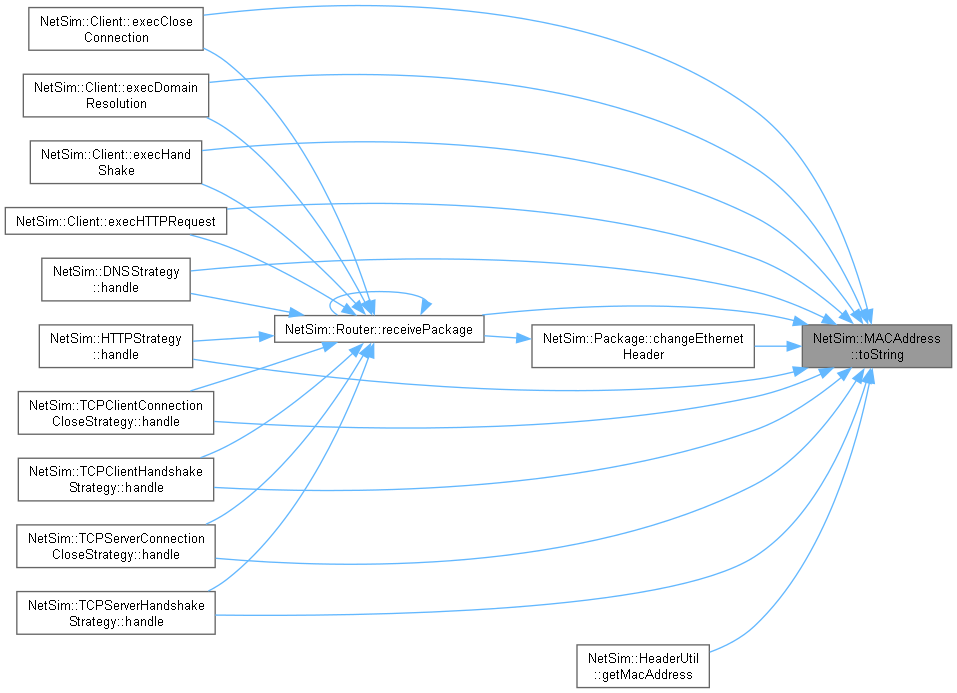 NetSim::Client::execClose
Connection
NetSim::Client::execDomain
Resolution
NetSim::Client::execHand
Shake
NetSim::Client::execHTTPRequest
NetSim::DNSStrategy
::handle
NetSim::HTTPStrategy
::handle
NetSim::TCPClientConnection
CloseStrategy::handle
NetSim::TCPClientHandshake
Strategy::handle
NetSim::TCPServerConnection
CloseStrategy::handle
NetSim::TCPServerHandshake
Strategy::handle
NetSim::Router::receivePackage
NetSim::Package::changeEthernet
Header
NetSim::HeaderUtil
::getMacAddress
NetSim::MACAddress
::toString